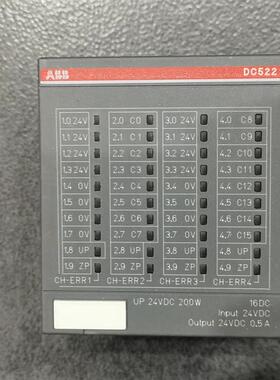 ABB DC522
1.0 24V 2.0 C0 3.0 24V 4.0 C8
1.1 24V 2.1 C1 3.1 24V 4.1 C9
1.2 24V 2.2 C2 3.2 24V 4.2 C10
1.3 24V 2.3 C3 3.3 24V 4.3 C11
1.4 0V 2.4 C4 3.4 0V 4.4 C12
1.5 0V 2.5 C5 3.5 0V 4.5 C13
1.6 0V 2.6 C6 3.6 0V 4.6 C14
1.7 0V 2.7 C7 3.7 0V 4.7 C15
1.8 UP 2.8 UP 3.8 UP 4.8 UP
1.9 ZP 2.9 ZP 3.9 ZP 4.9 ZP
CH-ERR1 CH-ERR2 CH-ERR3 CH-ERR4
UP 24VDC 200W 16DC
Input 24VDC
Output 24VDC 0.5A